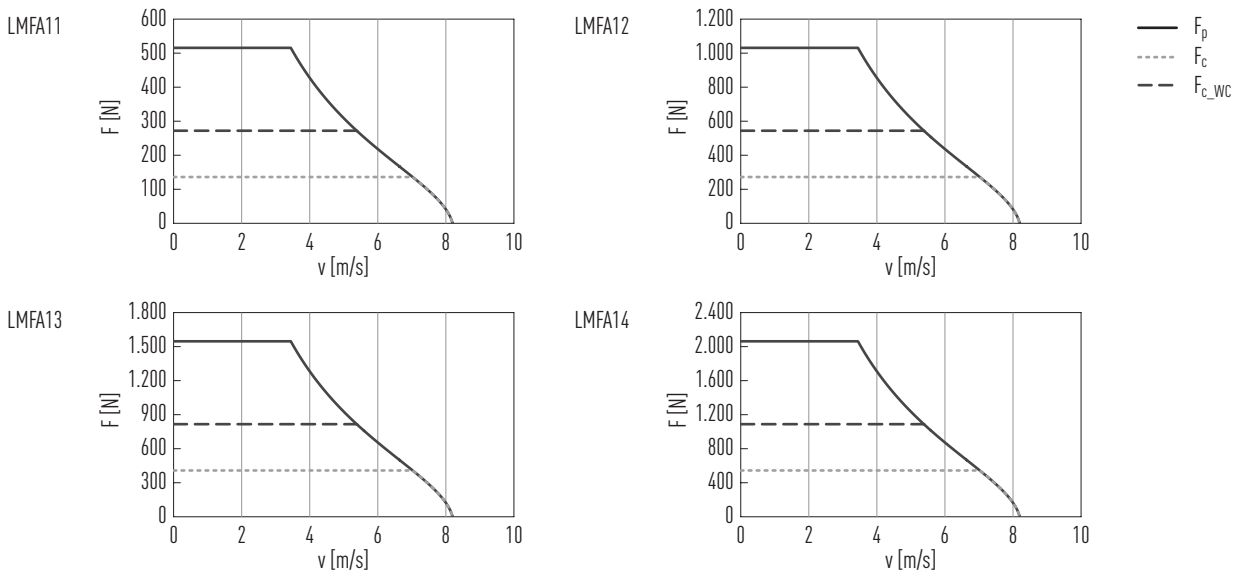 LMFA11
F [N]
600
500
400
300
200
100
0
0 2 4 6 8 10
v [m/s]
LMFA12
F [N]
1.200
1.000
800
600
400
200
0
0 2 4 6 8 10
v [m/s]
Fp
Fc
Fc_WC
LMFA13
F [N]
1.800
1.500
1.200
900
600
300
0
0 2 4 6 8 10
v [m/s]
LMFA14
F [N]
2.400
2.000
1.600
1.200
800
400
0
0 2 4 6 8 10
v [m/s]